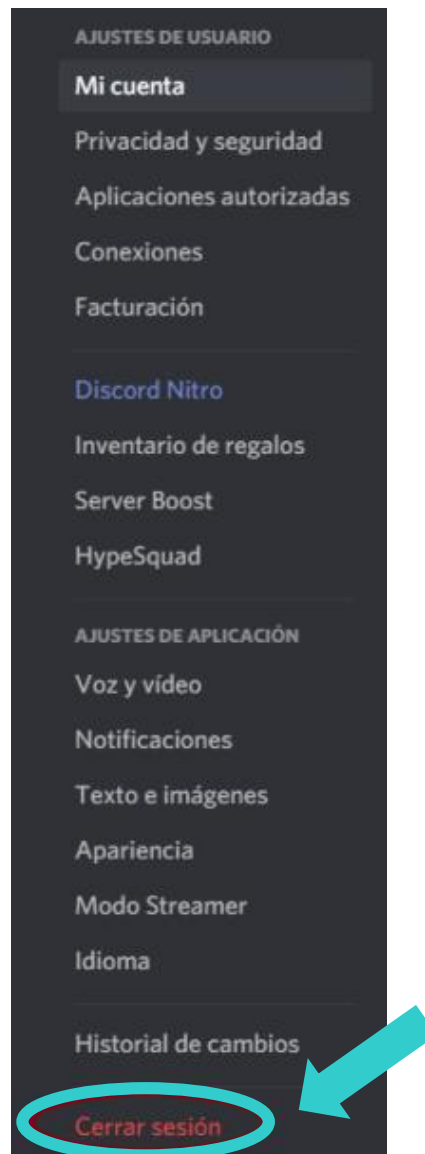 AJUSTES DE USUARIO
Mi cuenta
Privacidad y seguridad
Aplicaciones autorizadas
Conexiones
Facturación
Discord Nitro
Inventario de regalos
Server Boost
HypeSquad
AJUSTES DE APLICACIÓN
Voz y vídeo
Notificaciones
Texto e imágenes
Apariencia
Modo Streamer
Idioma
Historial de cambios
Cerrar sesión